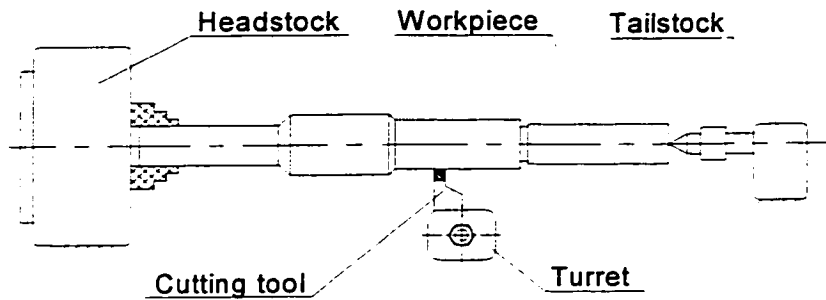 Headstock
Workpiece
Tailstock
Cutting tool
Turret